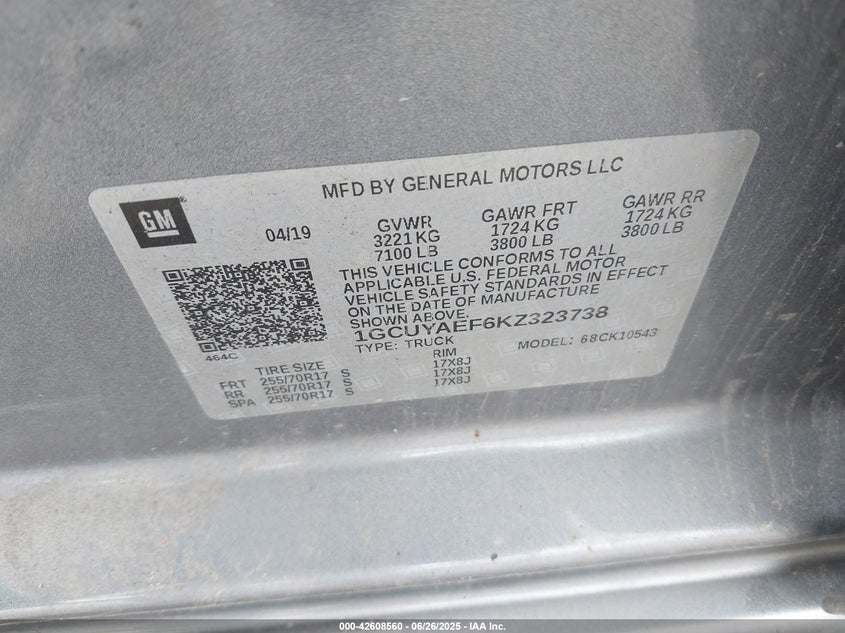 MFD BY GENERAL MOTORS LLC
GM
04/19
GVWR
3221 KG
7100 LB
GAWR FRT
1724 KG
3800 LB
GAWR RR
1724 KG
3800 LB
THIS VEHICLE CONFORMS TO ALL
APPLICABLE U.S. FEDERAL MOTOR
VEHICLE SAFETY STANDARDS IN EFFECT
ON THE DATE OF MANUFACTURE
SHOWN ABOVE.
1GCUYAEF6KZ323738
TYPE: TRUCK
MODEL: 68CK10543
464C
TIRE SIZE RIM
FRT 255/70R17 S 17X8J
RR 255/70R17 S 17X8J
SPA 255/70R17 S 17X8J
000-42608560 - 06/26/2025 - IAA Inc.